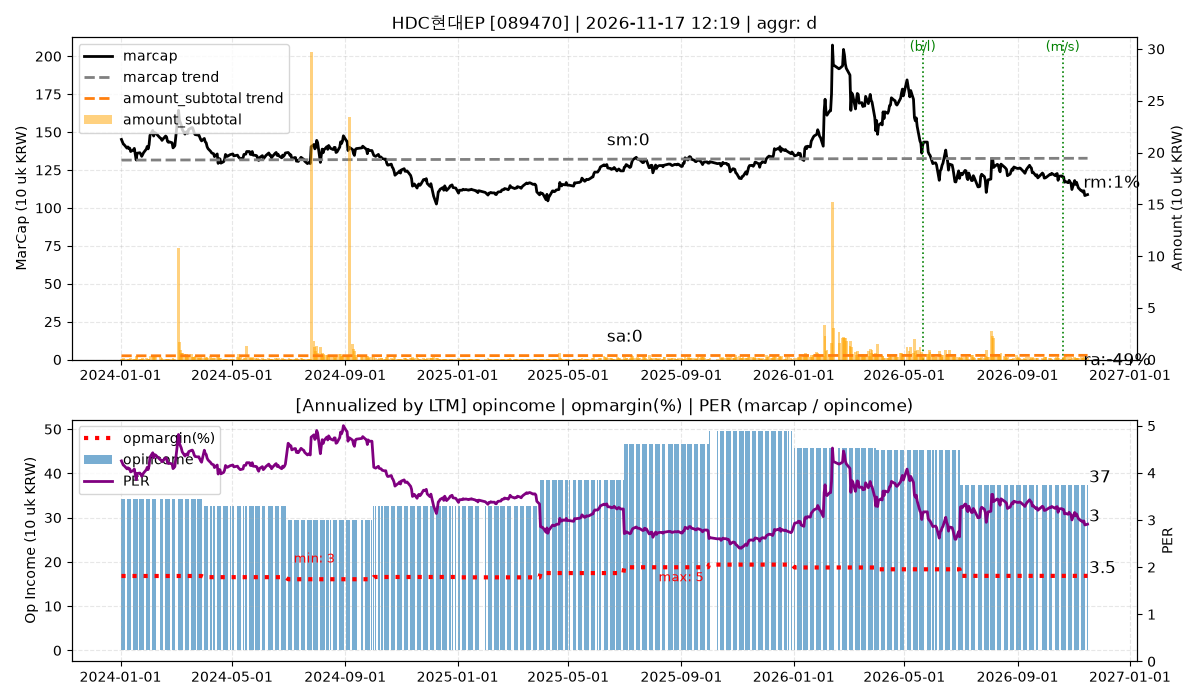 HDC현대EP [089470] | 2026-11-17 12:19 | aggr: d
marcap
marcap trend
amount_subtotal trend
amount_subtotal
(b/l)
(m/s)
sm:0
rm:1%
sa:0
ra:-49%
MarCap (10 uk KRW)
200
175
150
125
100
75
50
25
0
Amount (10 uk KRW)
30
25
20
15
10
5
0
2024-01-01
2024-05-01
2024-09-01
2025-01-01
2025-05-01
2025-09-01
2026-01-01
2026-05-01
2026-09-01
2027-01-01
[Annualized by LTM] opincome | opmargin(%) | PER (marcap / opincome)
opmargin(%)
opincome
PER
min: 3
max: 5
37
3
3.5
Op Income (10 uk KRW)
50
40
30
20
10
0
PER
5
4
3
2
1
0
2024-01-01
2024-05-01
2024-09-01
2025-01-01
2025-05-01
2025-09-01
2026-01-01
2026-05-01
2026-09-01
2027-01-01